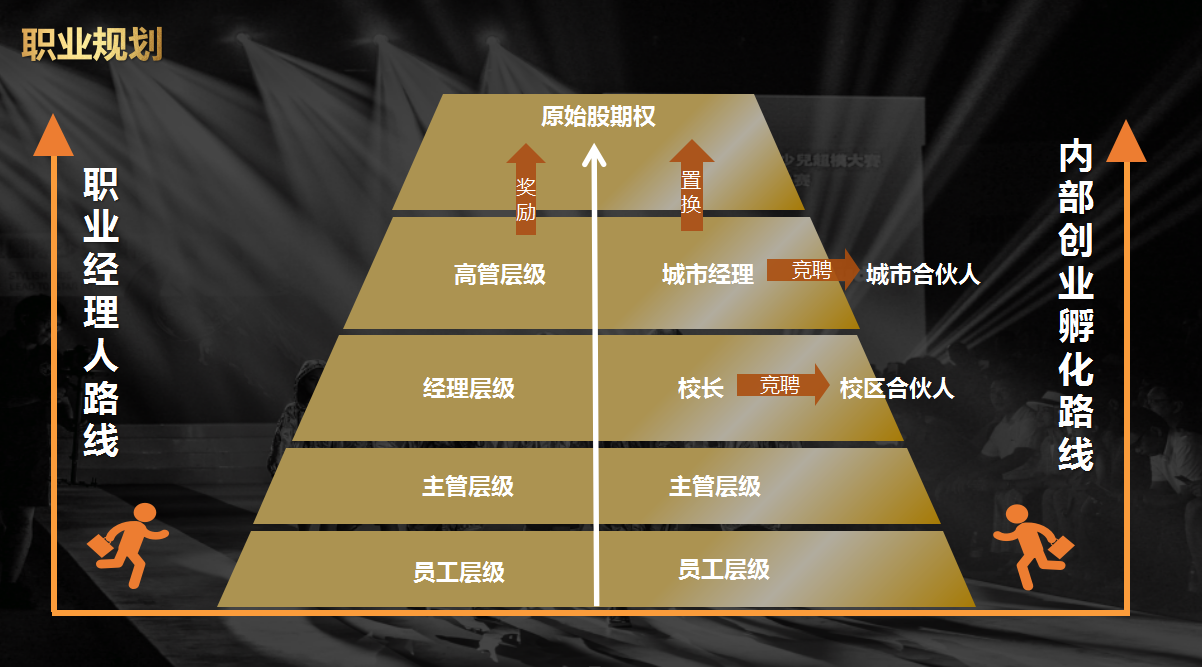 职业规划
职业经理人路线
原始股期权
奖励
置换
高管层级
城市经理
竞聘
城市合伙人
经理层级
校长
竞聘
校区合伙人
主管层级
主管层级
员工层级
员工层级
内部创业孵化路线